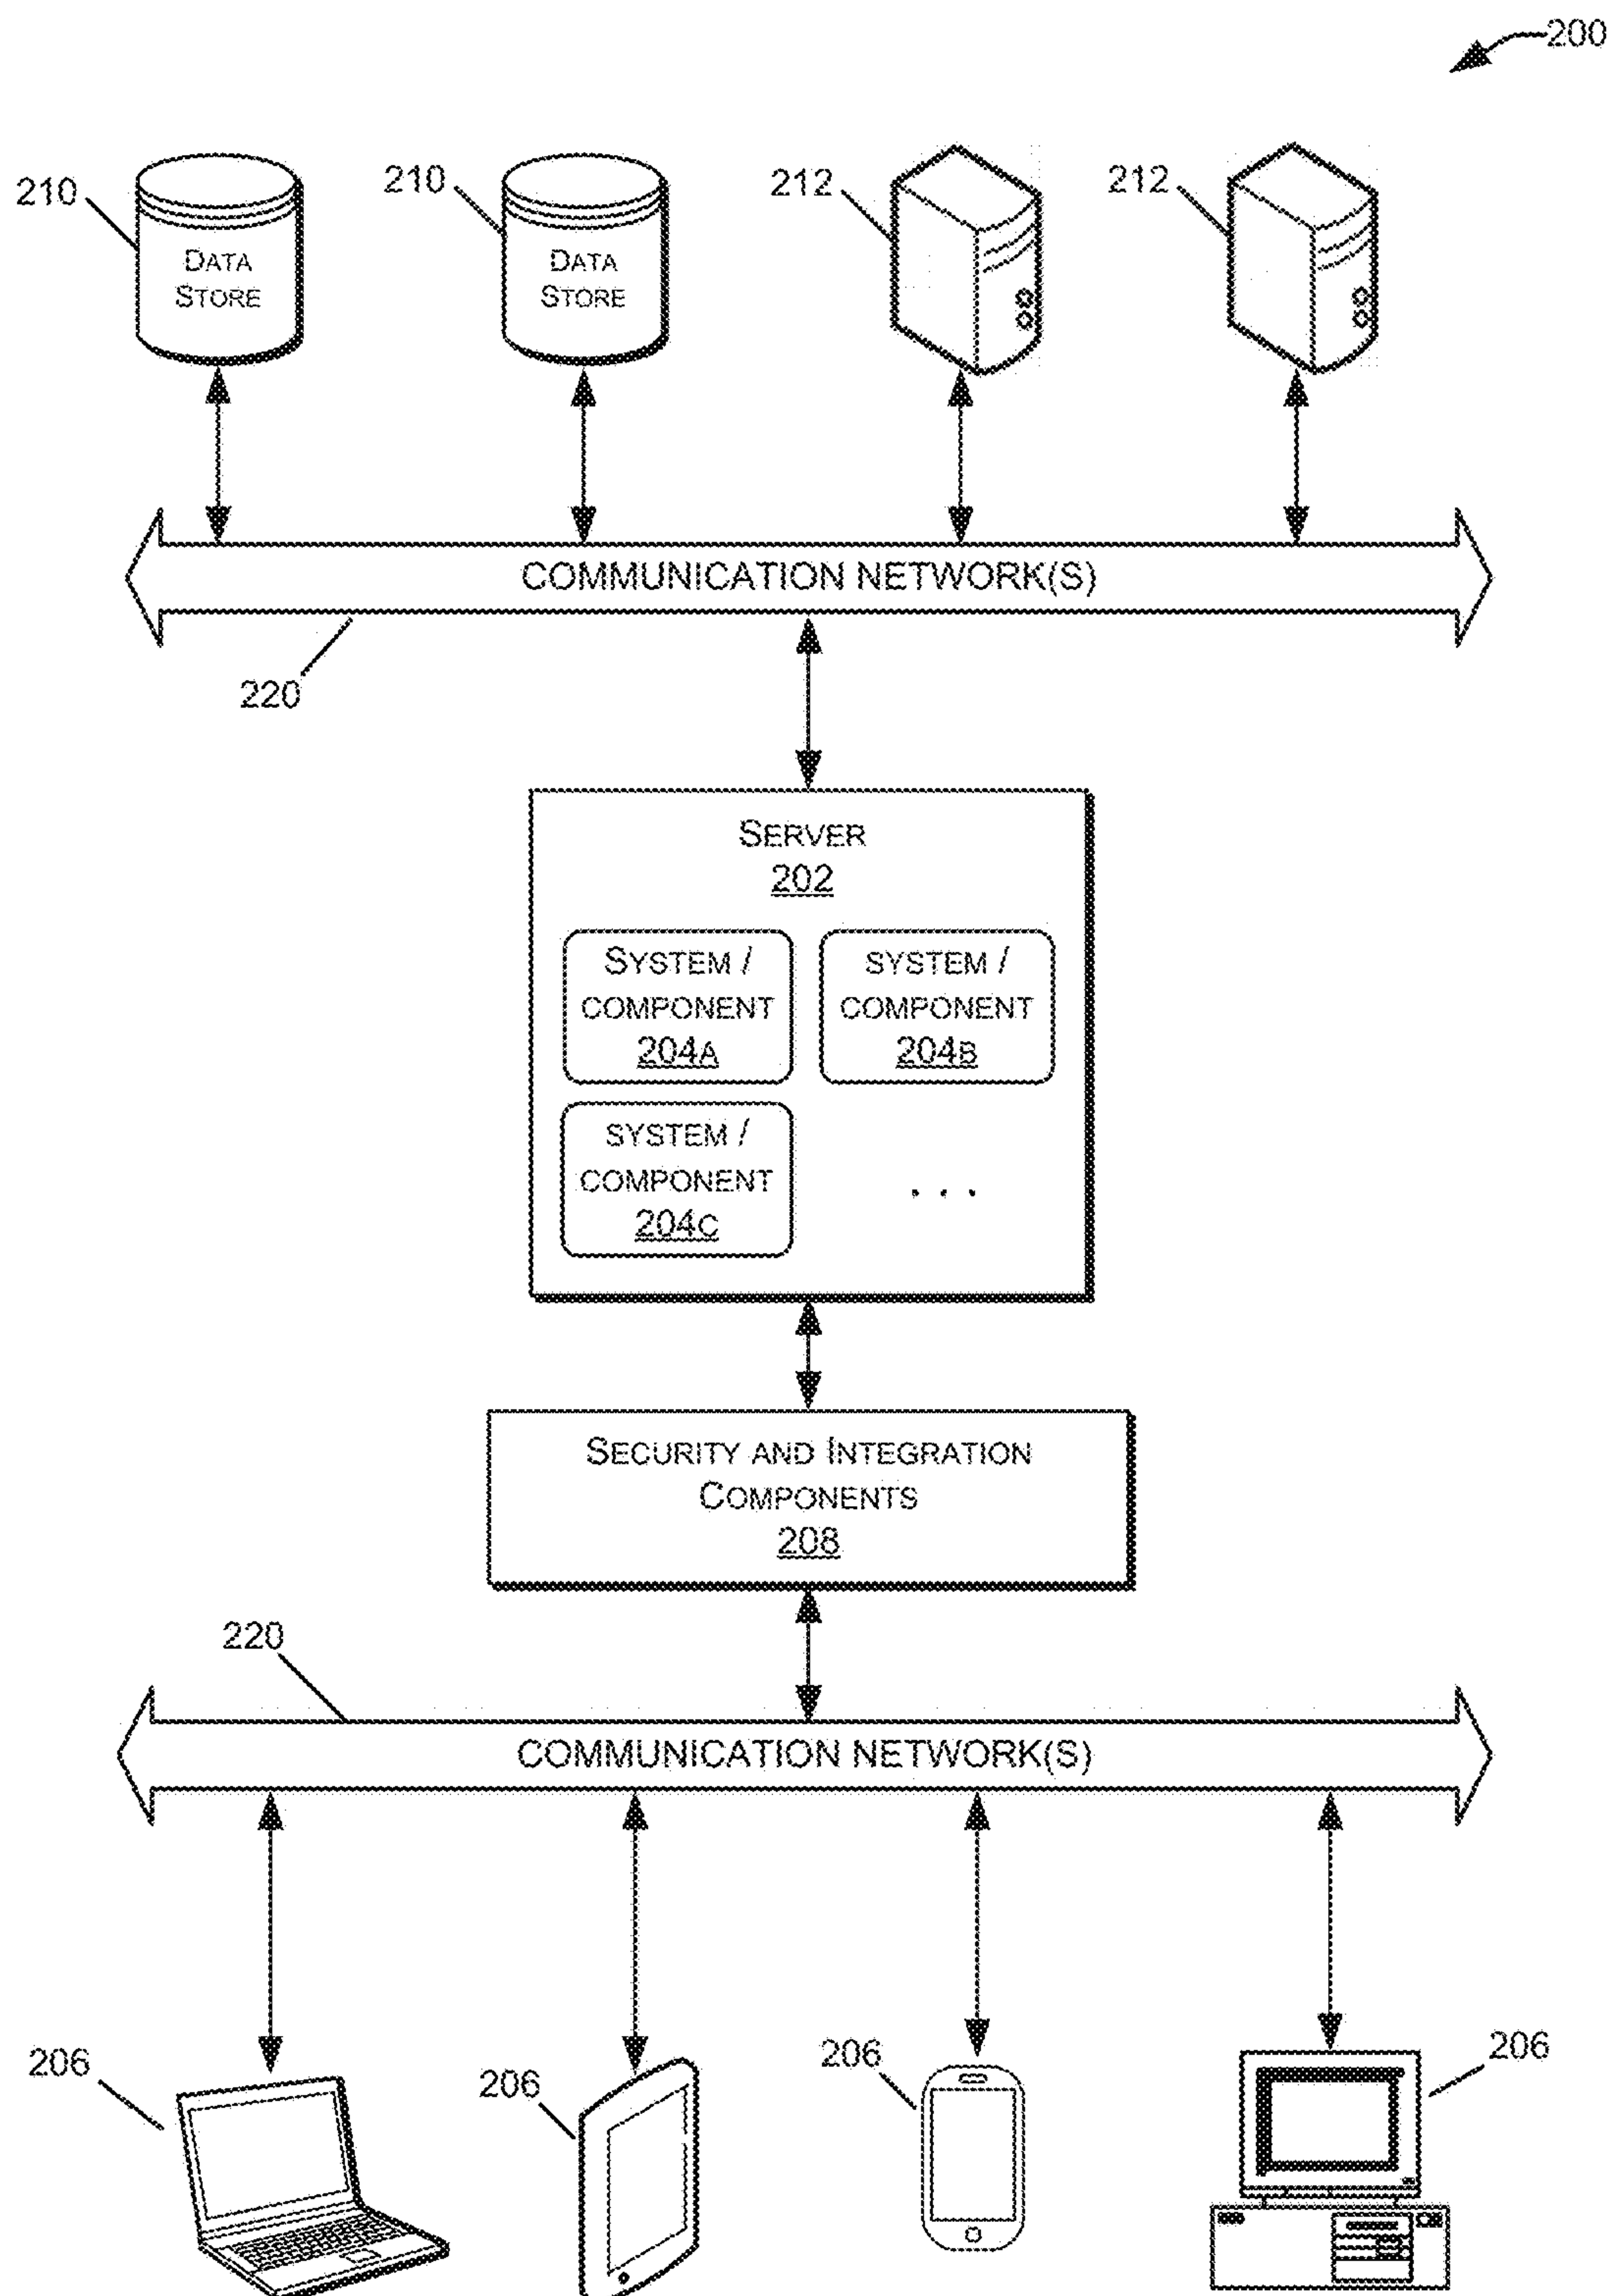 200
210
210
212
212
DATA
STORE
DATA
STORE
COMMUNICATION NETWORK(S)
220
SERVER
202
SYSTEM /
COMPONENT
204A
SYSTEM /
COMPONENT
204B
SYSTEM /
COMPONENT
204C
. . .
SECURITY AND INTEGRATION
COMPONENTS
208
220
COMMUNICATION NETWORK(S)
206
206
206
206